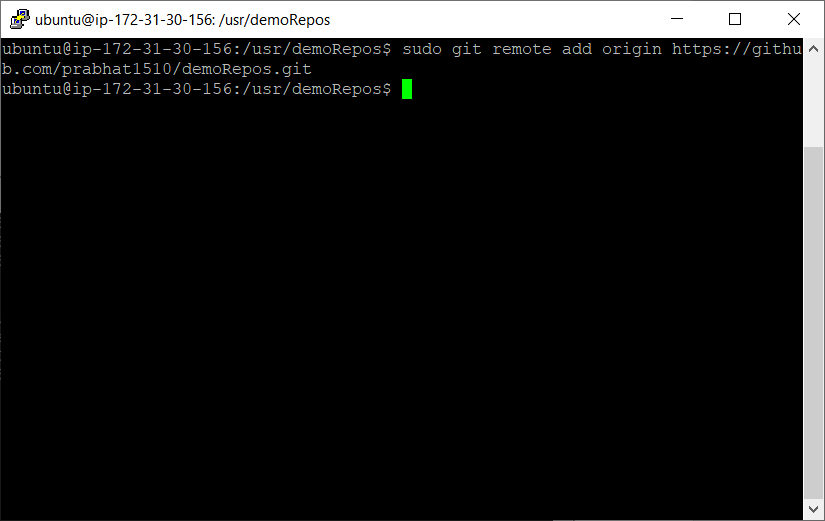 ubuntu@ip-172-31-30-156: /usr/demoRepos
ubuntu@ip-172-31-30-156:/usr/demoRepos$ sudo git remote add origin https://githu
b.com/prabhat1510/demoRepos.git
ubuntu@ip-172-31-30-156:/usr/demoRepos$